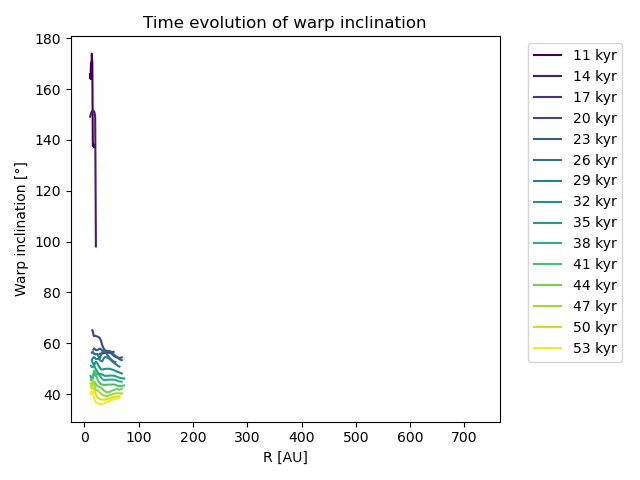 Time evolution of warp inclination
180
160
140
120
100
80
60
40
Warp inclination [°]
0 100 200 300 400 500 600 700
R [AU]
11 kyr
14 kyr
17 kyr
20 kyr
23 kyr
26 kyr
29 kyr
32 kyr
35 kyr
38 kyr
41 kyr
44 kyr
47 kyr
50 kyr
53 kyr